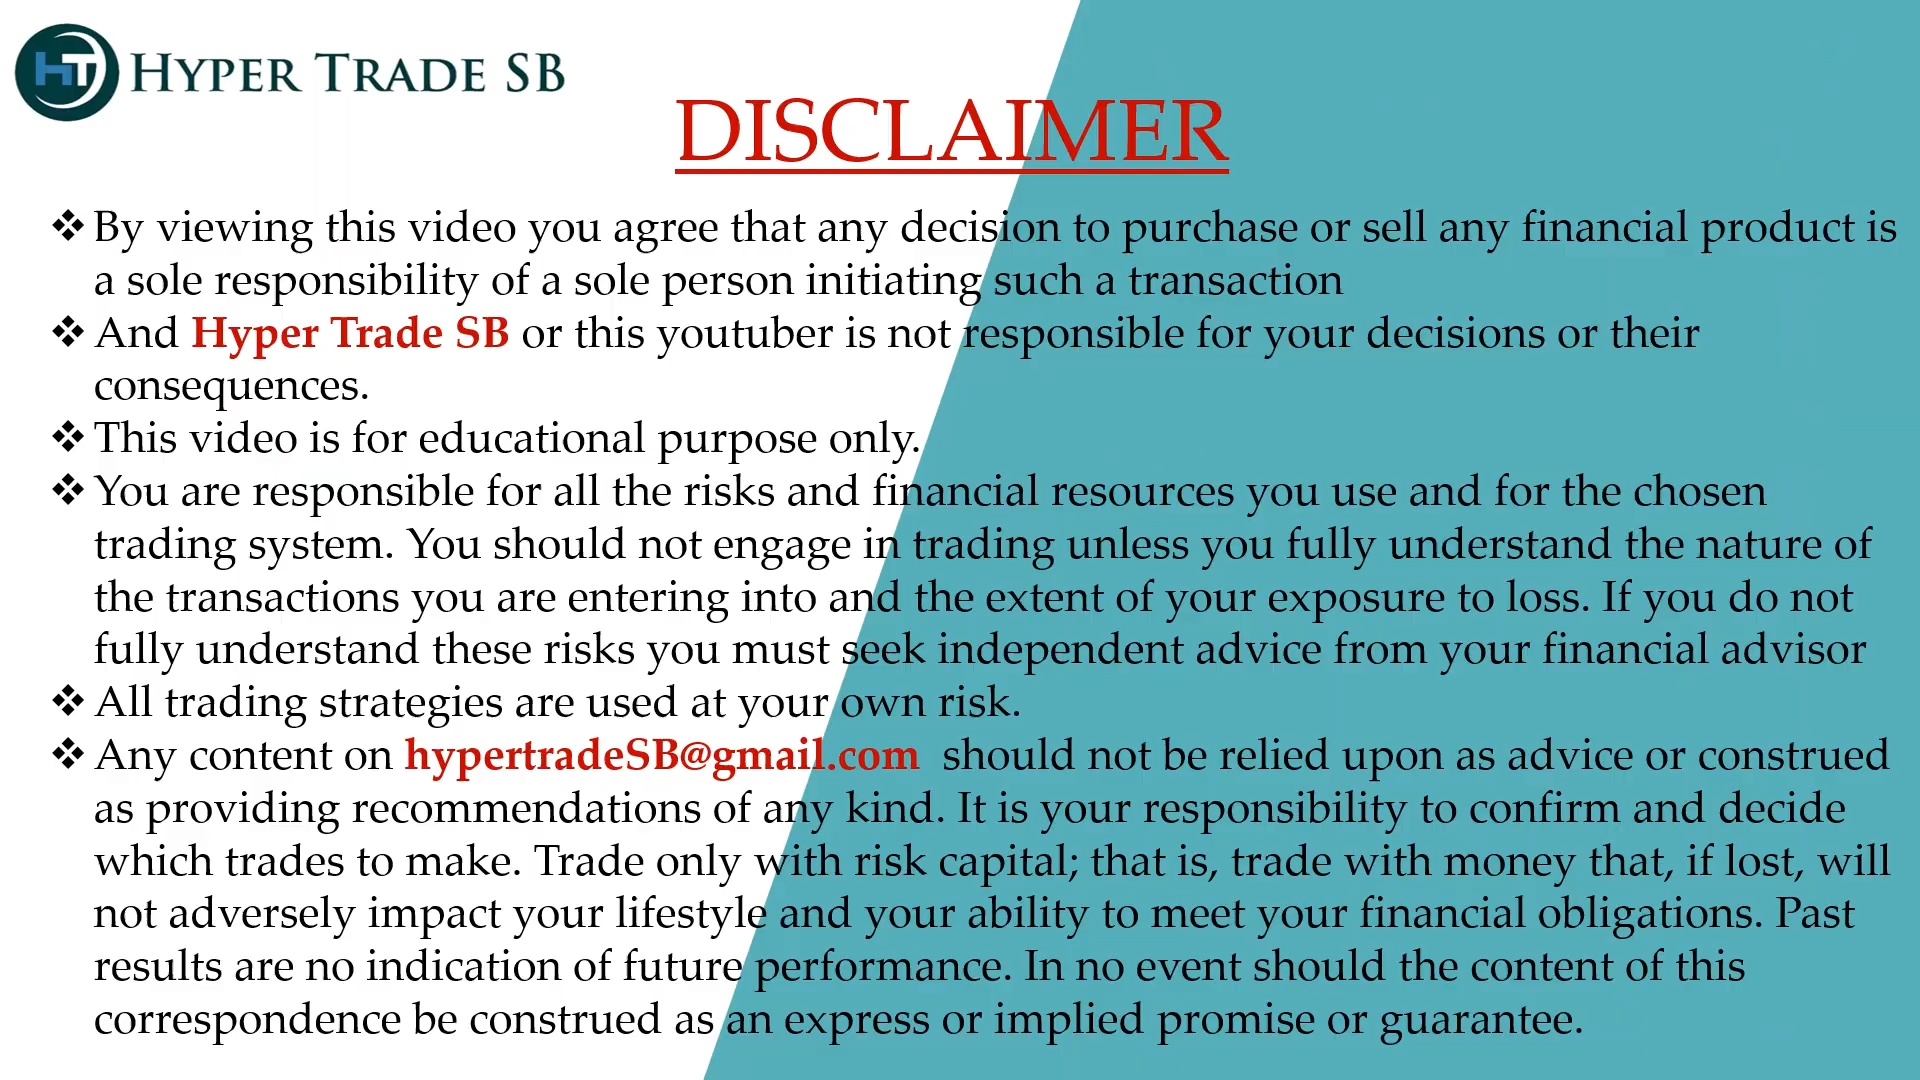 HT HYPER TRADE SB
DISCLAIMER
❖ By viewing this video you agree that any decision to purchase or sell any financial product is
a sole responsibility of a sole person initiating such a transaction
❖ And Hyper Trade SB or this youtuber is not responsible for your decisions or their
consequences.
❖ This video is for educational purpose only.
❖ You are responsible for all the risks and financial resources you use and for the chosen
trading system. You should not engage in trading unless you fully understand the nature of
the transactions you are entering into and the extent of your exposure to loss. If you do not
fully understand these risks you must seek independent advice from your financial advisor
❖ All trading strategies are used at your own risk.
❖ Any content on hypertradeSB@gmail.com should not be relied upon as advice or construed
as providing recommendations of any kind. It is your responsibility to confirm and decide
which trades to make. Trade only with risk capital; that is, trade with money that, if lost, will
not adversely impact your lifestyle and your ability to meet your financial obligations. Past
results are no indication of future performance. In no event should the content of this
correspondence be construed as an express or implied promise or guarantee.